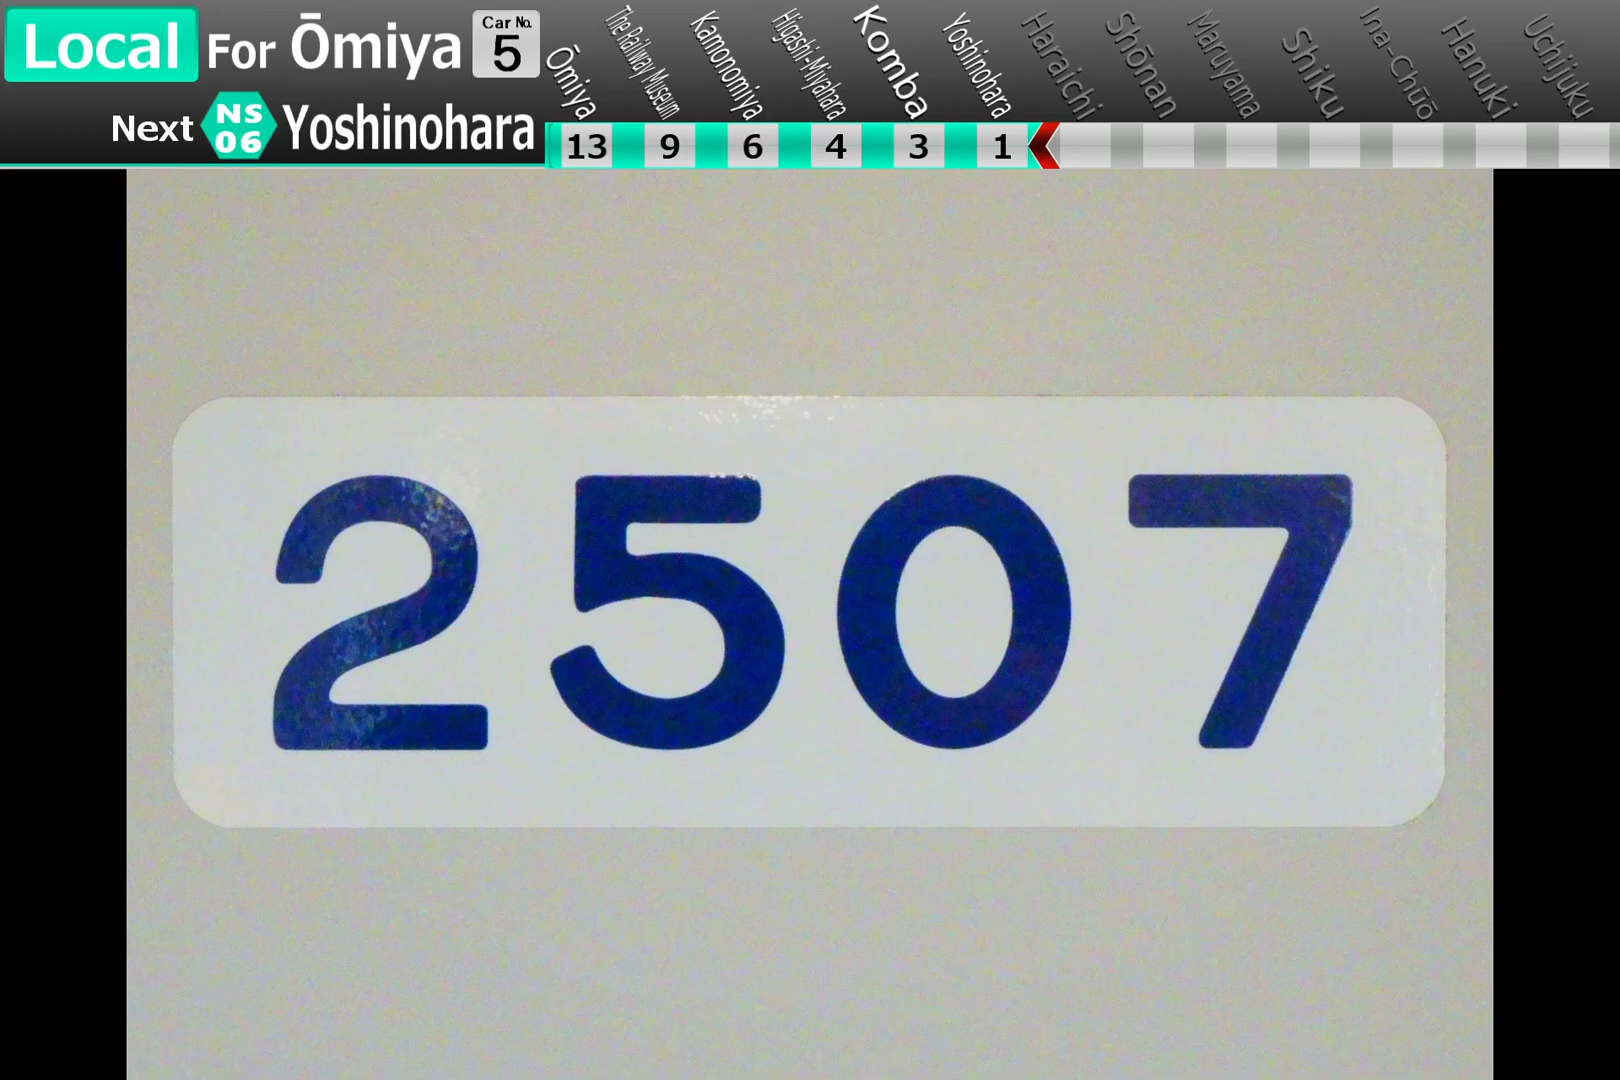 Local For Ōmiya Car No. 5
Next NS 06 Yoshinohara
Ōmiya The Railway Museum Kamonomiya Higashi-Miyahara Komba Yoshinohara Haraichi Shōnan Maruyama Shiku Ina-Chūō Hanuki Uchijuku
13 9 6 4 3 1
2507